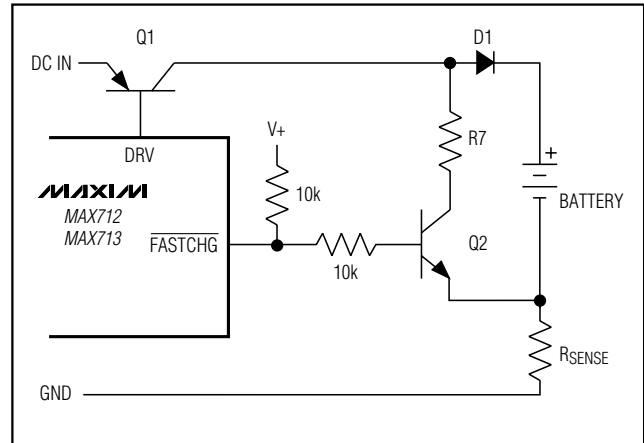 Q1
D1
DC IN
DRV
V+
R7
10k
+
MAXIM
MAX712
MAX713
FASTCHG
10k
Q2
BATTERY
RSENSE
GND